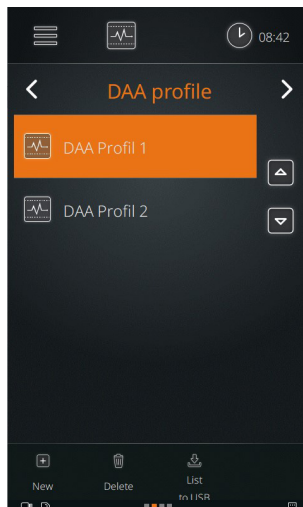 08:42
DAA profile
DAA Profil 1
DAA Profil 2
New
Delete
List
to USB